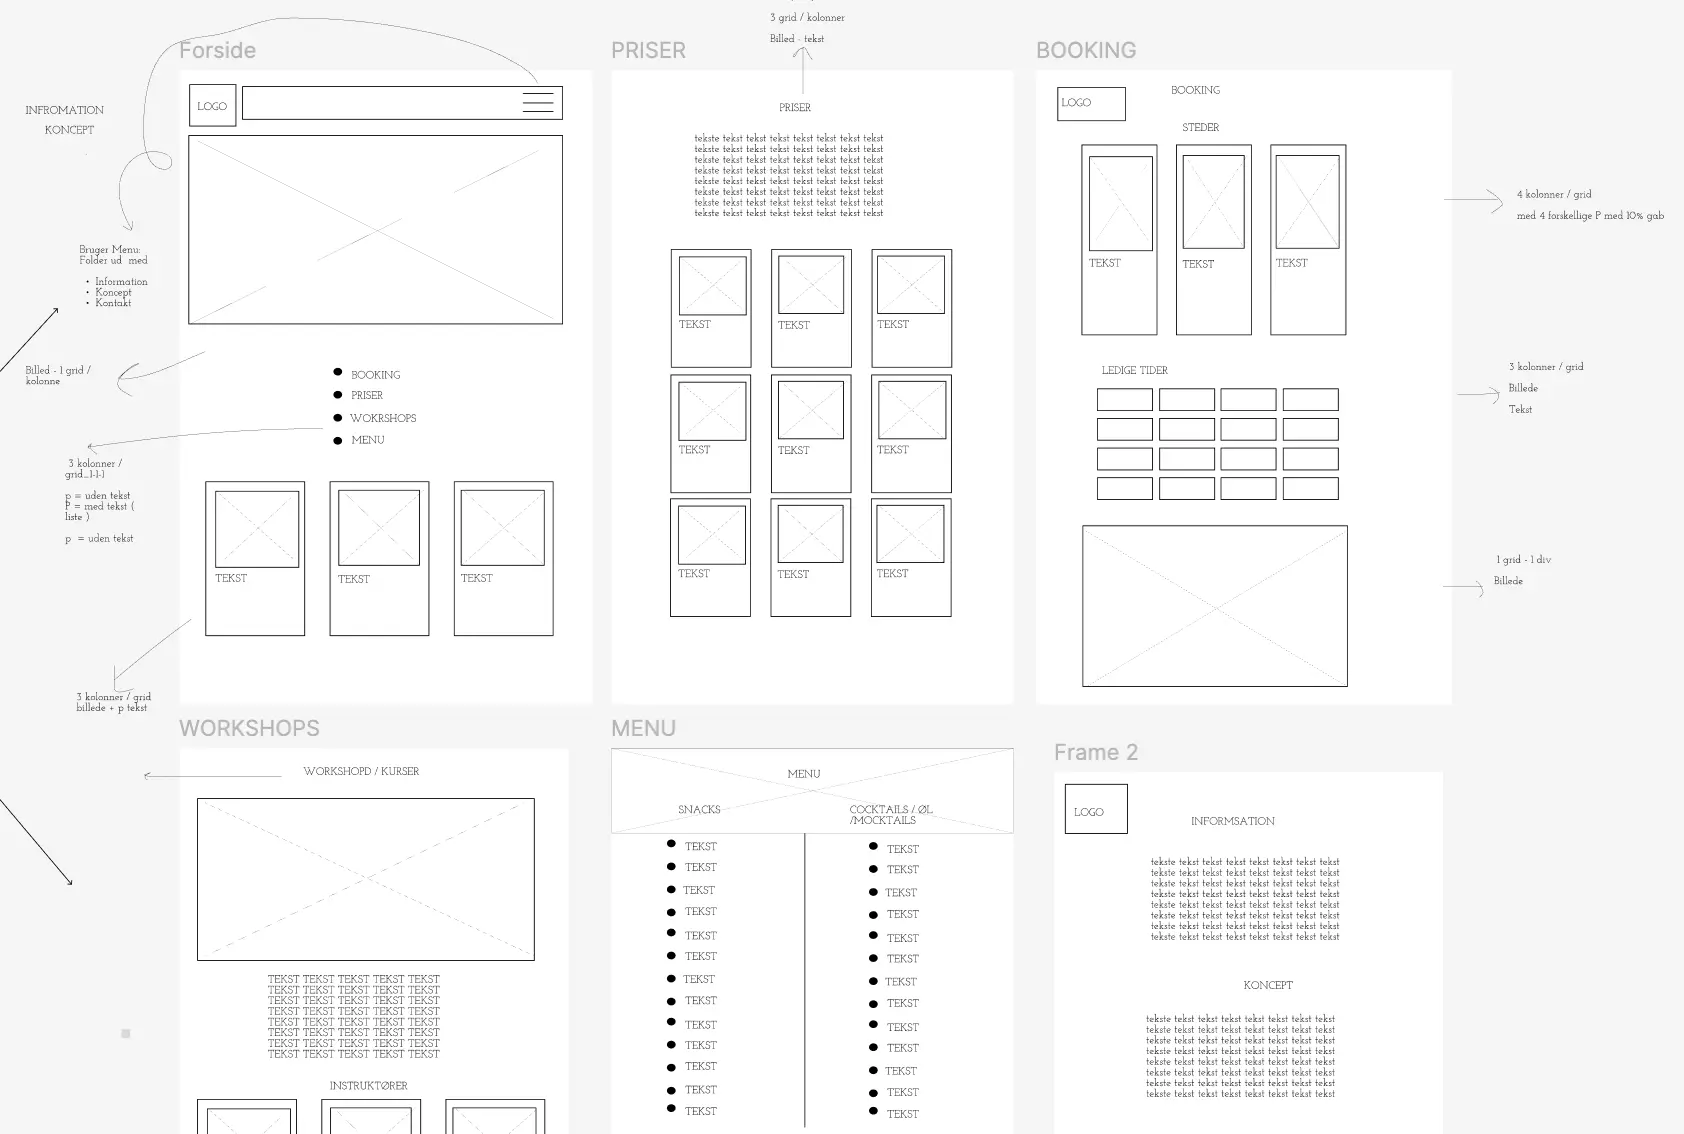 3 grid / kolonner
Billed - tekst
Forside
LOGO
INFROMATION
KONCEPT
Bruger Menu:
Folder ud med
• Information
• Koncept
• Kontakt
Billed - 1 grid /
kolonne
BOOKING
PRISER
WOKRSHOPS
MENU
3 kolonner /
grid_1-1-1
p = uden tekst
P = med tekst (
liste )
p = uden tekst
TEKST
TEKST
TEKST
3 kolonner / grid
billede + p tekst
PRISER
PRISER
tekste tekst tekst tekst tekst tekst tekst tekst
tekste tekst tekst tekst tekst tekst tekst tekst
tekste tekst tekst tekst tekst tekst tekst tekst
tekste tekst tekst tekst tekst tekst tekst tekst
tekste tekst tekst tekst tekst tekst tekst tekst
tekste tekst tekst tekst tekst tekst tekst tekst
tekste tekst tekst tekst tekst tekst tekst tekst
tekste tekst tekst tekst tekst tekst tekst tekst
TEKST
TEKST
TEKST
TEKST
TEKST
TEKST
TEKST
TEKST
TEKST
BOOKING
LOGO
BOOKING
STEDER
TEKST
TEKST
TEKST
LEDIGE TIDER
4 kolonner / grid
med 4 forskellige P med 10% gab
3 kolonner / grid
Billede
Tekst
1 grid - 1 div
Billede
WORKSHOPS
WORKSHOPD / KURSER
TEKST TEKST TEKST TEKST TEKST
TEKST TEKST TEKST TEKST TEKST
TEKST TEKST TEKST TEKST TEKST
TEKST TEKST TEKST TEKST TEKST
TEKST TEKST TEKST TEKST TEKST
TEKST TEKST TEKST TEKST TEKST
TEKST TEKST TEKST TEKST TEKST
TEKST TEKST TEKST TEKST TEKST
INSTRUKTØRER
MENU
MENU
SNACKS
TEKST
TEKST
TEKST
TEKST
TEKST
TEKST
TEKST
TEKST
TEKST
TEKST
TEKST
TEKST
TEKST
COCKTAILS / ØL
/MOCKTAILS
TEKST
TEKST
TEKST
TEKST
TEKST
TEKST
TEKST
TEKST
TEKST
TEKST
TEKST
TEKST
TEKST
Frame 2
LOGO
INFORMSATION
tekste tekst tekst tekst tekst tekst tekst tekst
tekste tekst tekst tekst tekst tekst tekst tekst
tekste tekst tekst tekst tekst tekst tekst tekst
tekste tekst tekst tekst tekst tekst tekst tekst
tekste tekst tekst tekst tekst tekst tekst tekst
tekste tekst tekst tekst tekst tekst tekst tekst
tekste tekst tekst tekst tekst tekst tekst tekst
tekste tekst tekst tekst tekst tekst tekst tekst
KONCEPT
tekste tekst tekst tekst tekst tekst tekst tekst
tekste tekst tekst tekst tekst tekst tekst tekst
tekste tekst tekst tekst tekst tekst tekst tekst
tekste tekst tekst tekst tekst tekst tekst tekst
tekste tekst tekst tekst tekst tekst tekst tekst
tekste tekst tekst tekst tekst tekst tekst tekst
tekste tekst tekst tekst tekst tekst tekst tekst
tekste tekst tekst tekst tekst tekst tekst tekst